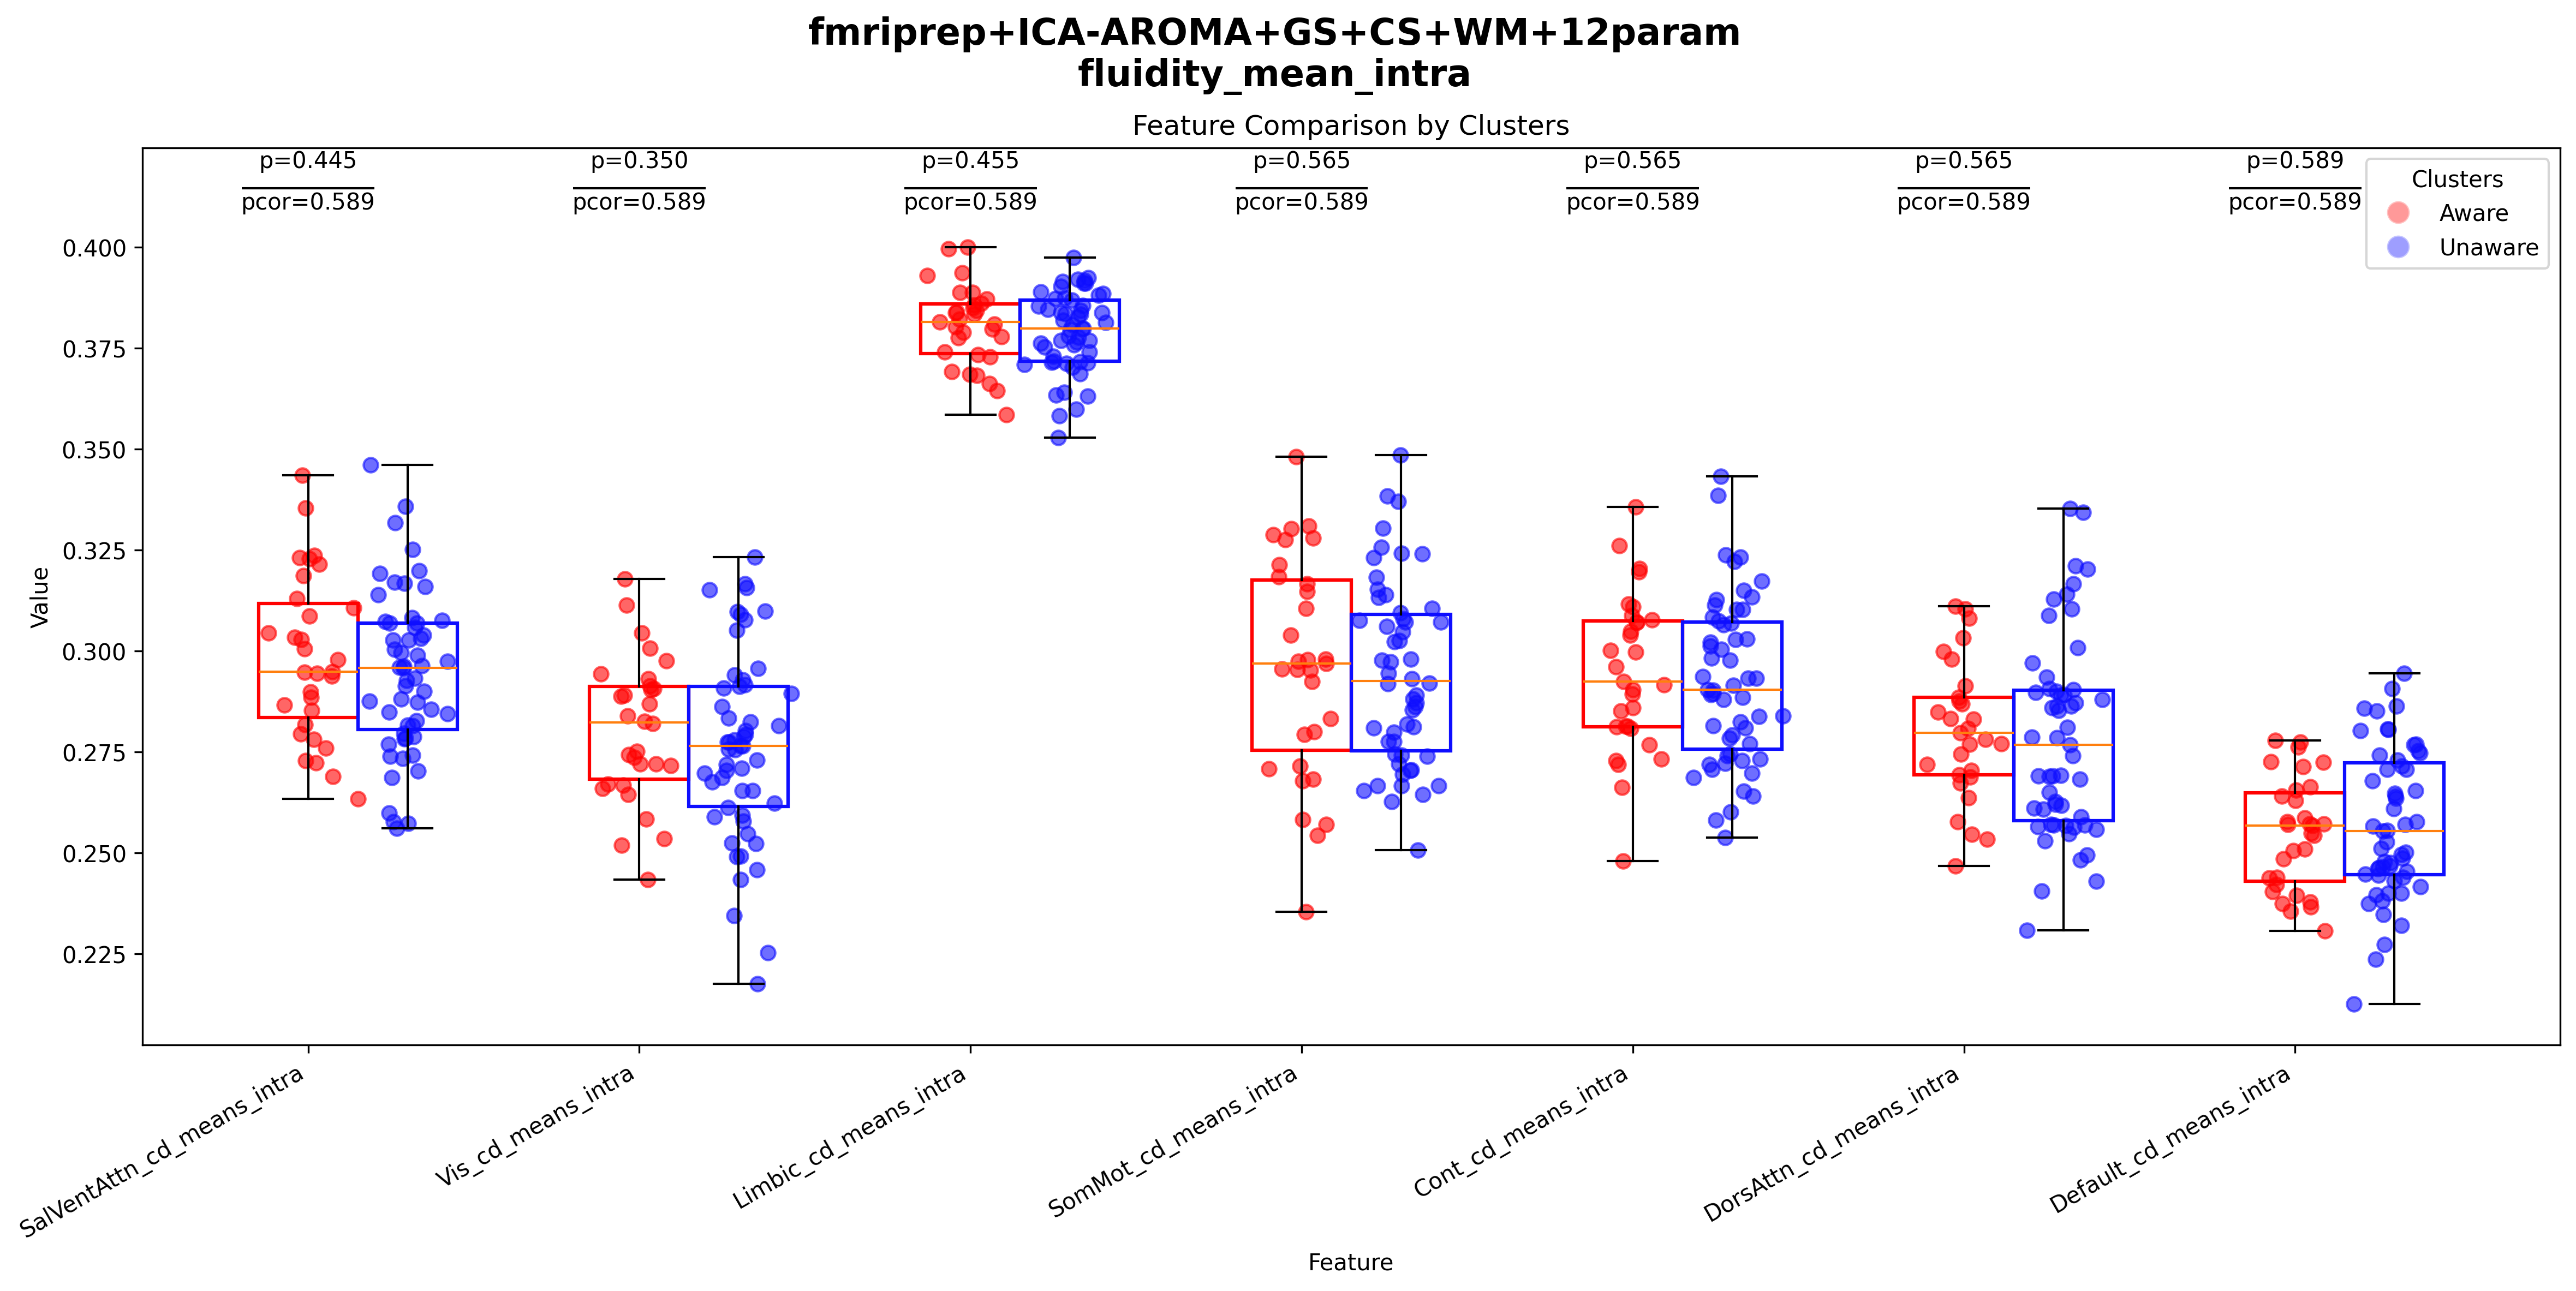 fmriprep+ICA-AROMA+GS+CS+WM+12param
fluidity_mean_intra
Feature Comparison by Clusters
p=0.445 p=0.350 p=0.455 p=0.565 p=0.565 p=0.565 p=0.589
pcor=0.589 pcor=0.589 pcor=0.589 pcor=0.589 pcor=0.589 pcor=0.589 pcor=0.589
Clusters
Aware
Unaware
0.400
0.375
0.350
0.325
0.300
0.275
0.250
0.225
Value
SalVentAttn_cd_means_intra
Vis_cd_means_intra
Limbic_cd_means_intra
SomMot_cd_means_intra
Cont_cd_means_intra
DorsAttn_cd_means_intra
Default_cd_means_intra
Feature